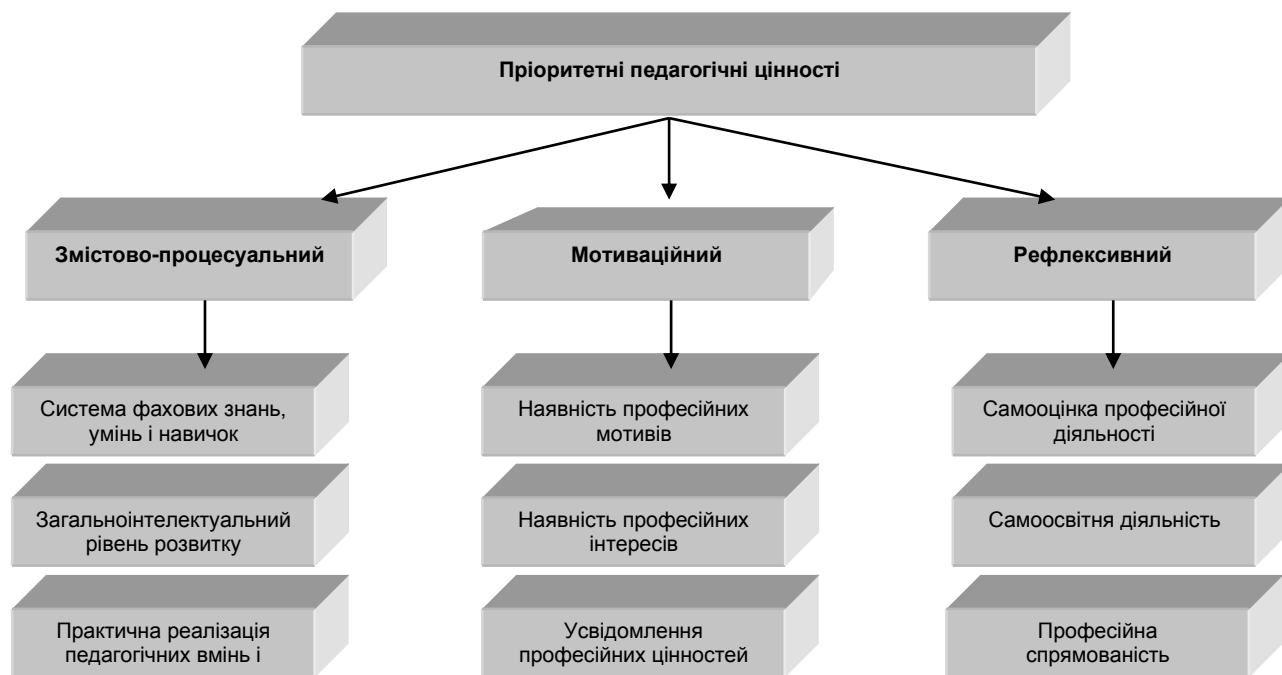 Пріоритетні педагогічні цінності
Змістово-процесуальний
Мотиваційний
Рефлексивний
Система фахових знань,
умінь і навичок
Наявність професійних
мотивів
Самооцінка професійної
діяльності
Загальноінтелектуальний
рівень розвитку
Наявність професійних
інтересів
Самоосвітня діяльність
Практична реалізація
педагогічних вмінь і
Усвідомлення
професійних цінностей
Професійна
спрямованість